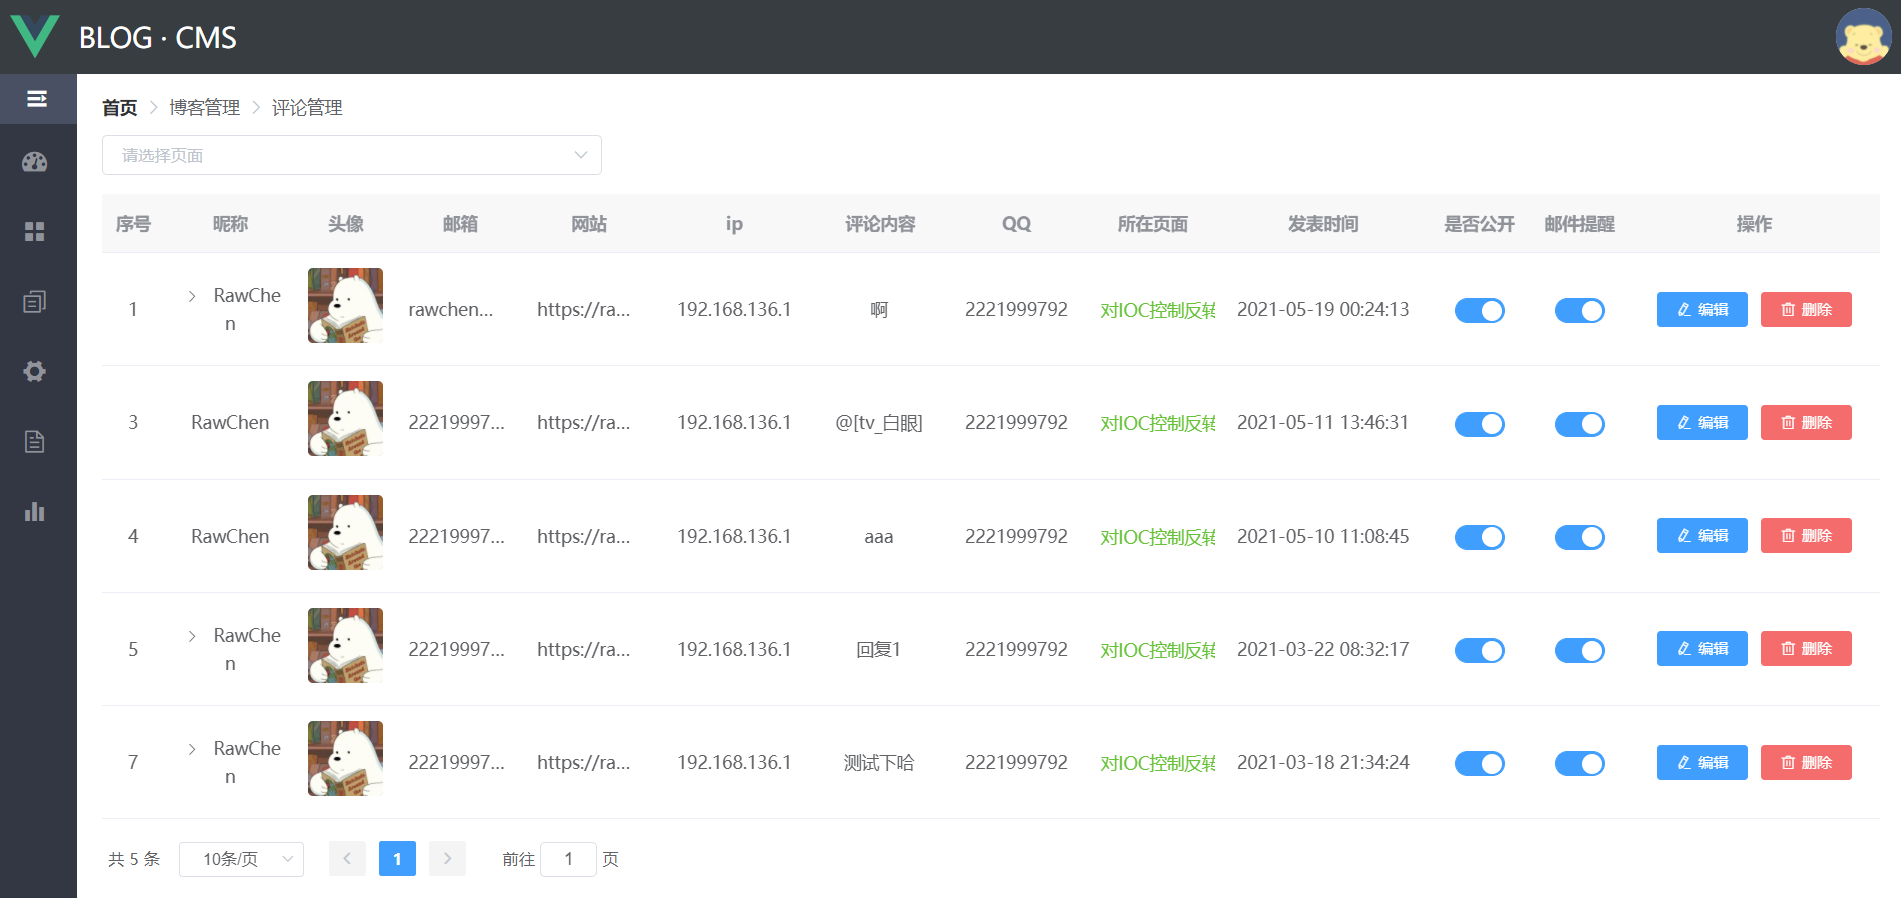 BLOG · CMS
首页 > 博客管理 > 评论管理
请选择页面
序号 昵称 头像 邮箱 网站 ip 评论内容 QQ 所在页面 发表时间 是否公开 邮件提醒 操作
1 > RawChe n rawchen... https://ra... 192.168.136.1 啊 2221999792 对IOC控制反转 2021-05-19 00:24:13 编辑 删除
3 RawChen 22219997... https://ra... 192.168.136.1 @[tv_白眼] 2221999792 对IOC控制反转 2021-05-11 13:46:31 编辑 删除
4 RawChen 22219997... https://ra... 192.168.136.1 aaa 2221999792 对IOC控制反转 2021-05-10 11:08:45 编辑 删除
5 > RawChe n 22219997... https://ra... 192.168.136.1 回复1 2221999792 对IOC控制反转 2021-03-22 08:32:17 编辑 删除
7 > RawChe n 22219997... https://ra... 192.168.136.1 测试下哈 2221999792 对IOC控制反转 2021-03-18 21:34:24 编辑 删除
共 5 条 10条/页 < 1 > 前往 1 页